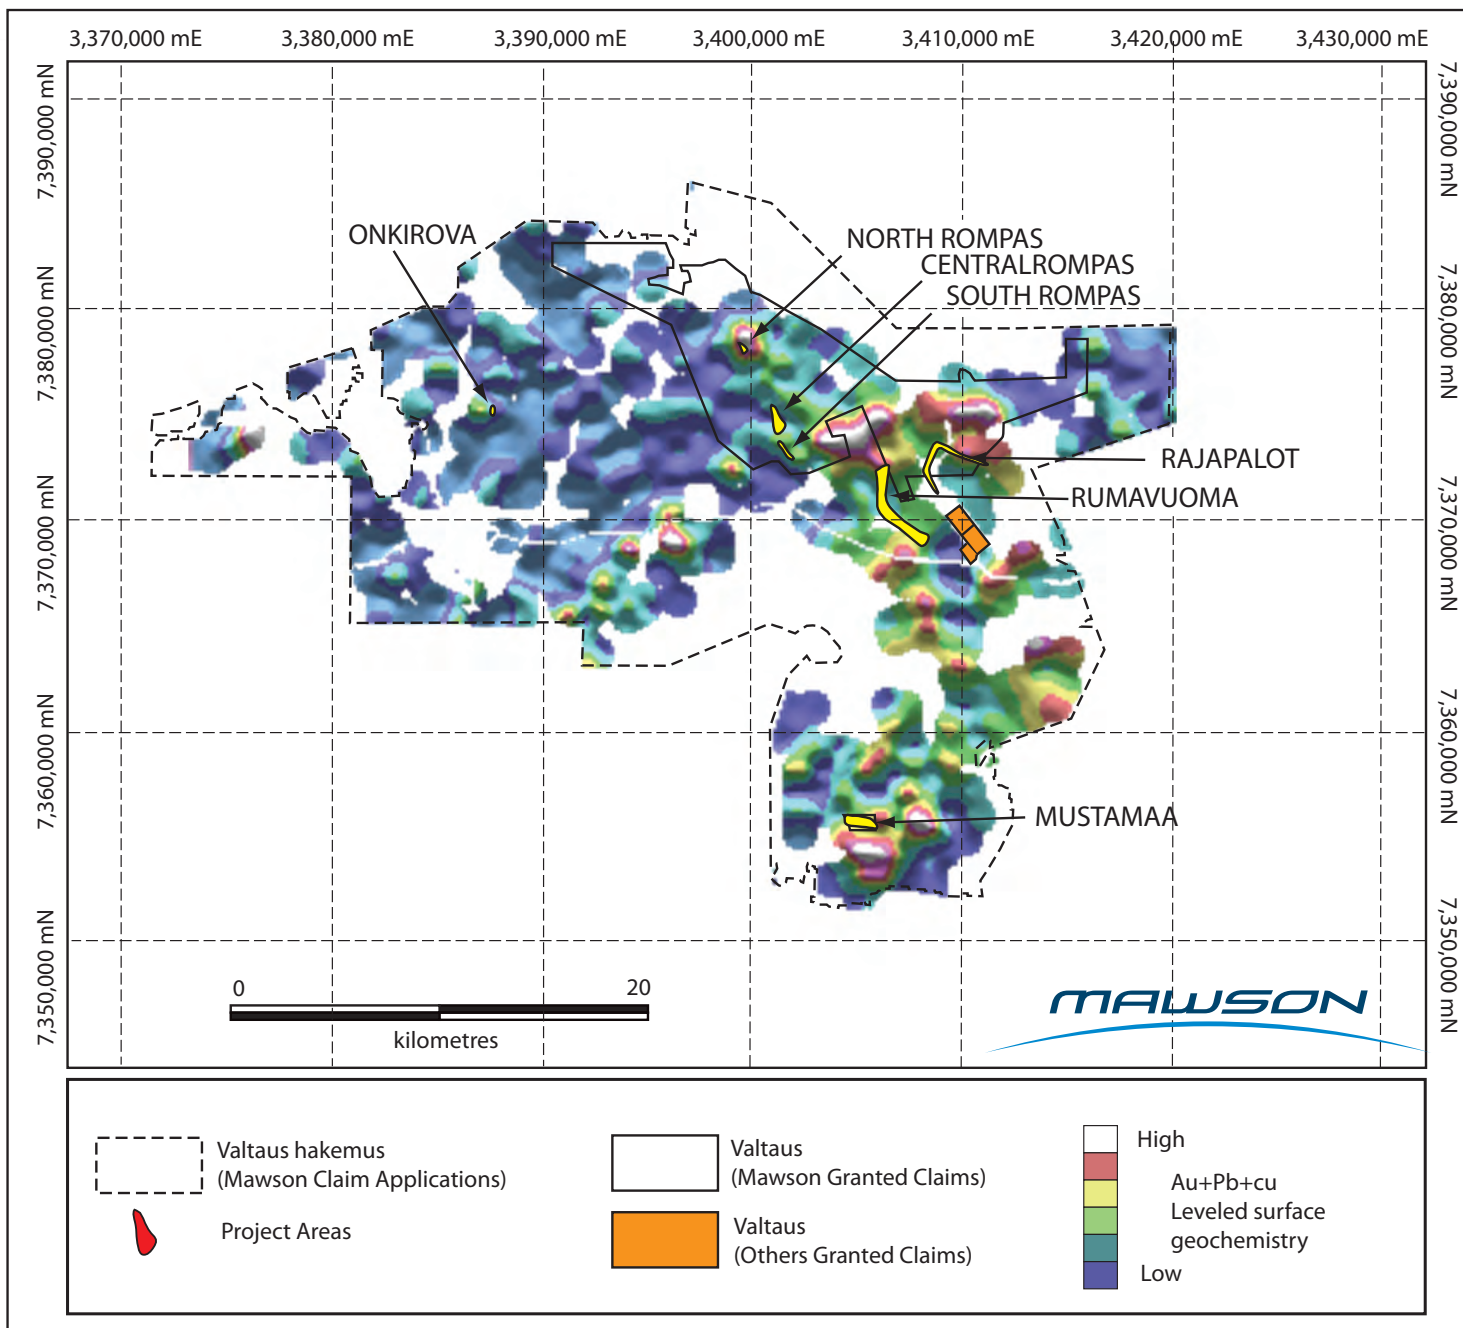 3,370,000 mE
3,380,000 mE
3,390,000 mE
3,400,000 mE
3,410,000 mE
3,420,000 mE
3,430,000 mE
7,390,000 mN
7,390,000 mN
7,380,000 mN
7,380,000 mN
7,370,000 mN
7,370,000 mN
7,360,000 mN
7,360,000 mN
7,350,000 mN
7,350,000 mN
ONKIROVA
NORTH ROMPAS
CENTRALROMPAS
SOUTH ROMPAS
RAJAPALOT
RUMAVUOMA
MUSTAMAA
0
20
kilometres
MAWSON
Valtaus hakemus
(Mawson Claim Applications)
Project Areas
Valtaus
(Mawson Granted Claims)
Valtaus
(Others Granted Claims)
High
Au+Pb+cu
Leveled surface
geochemistry
Low